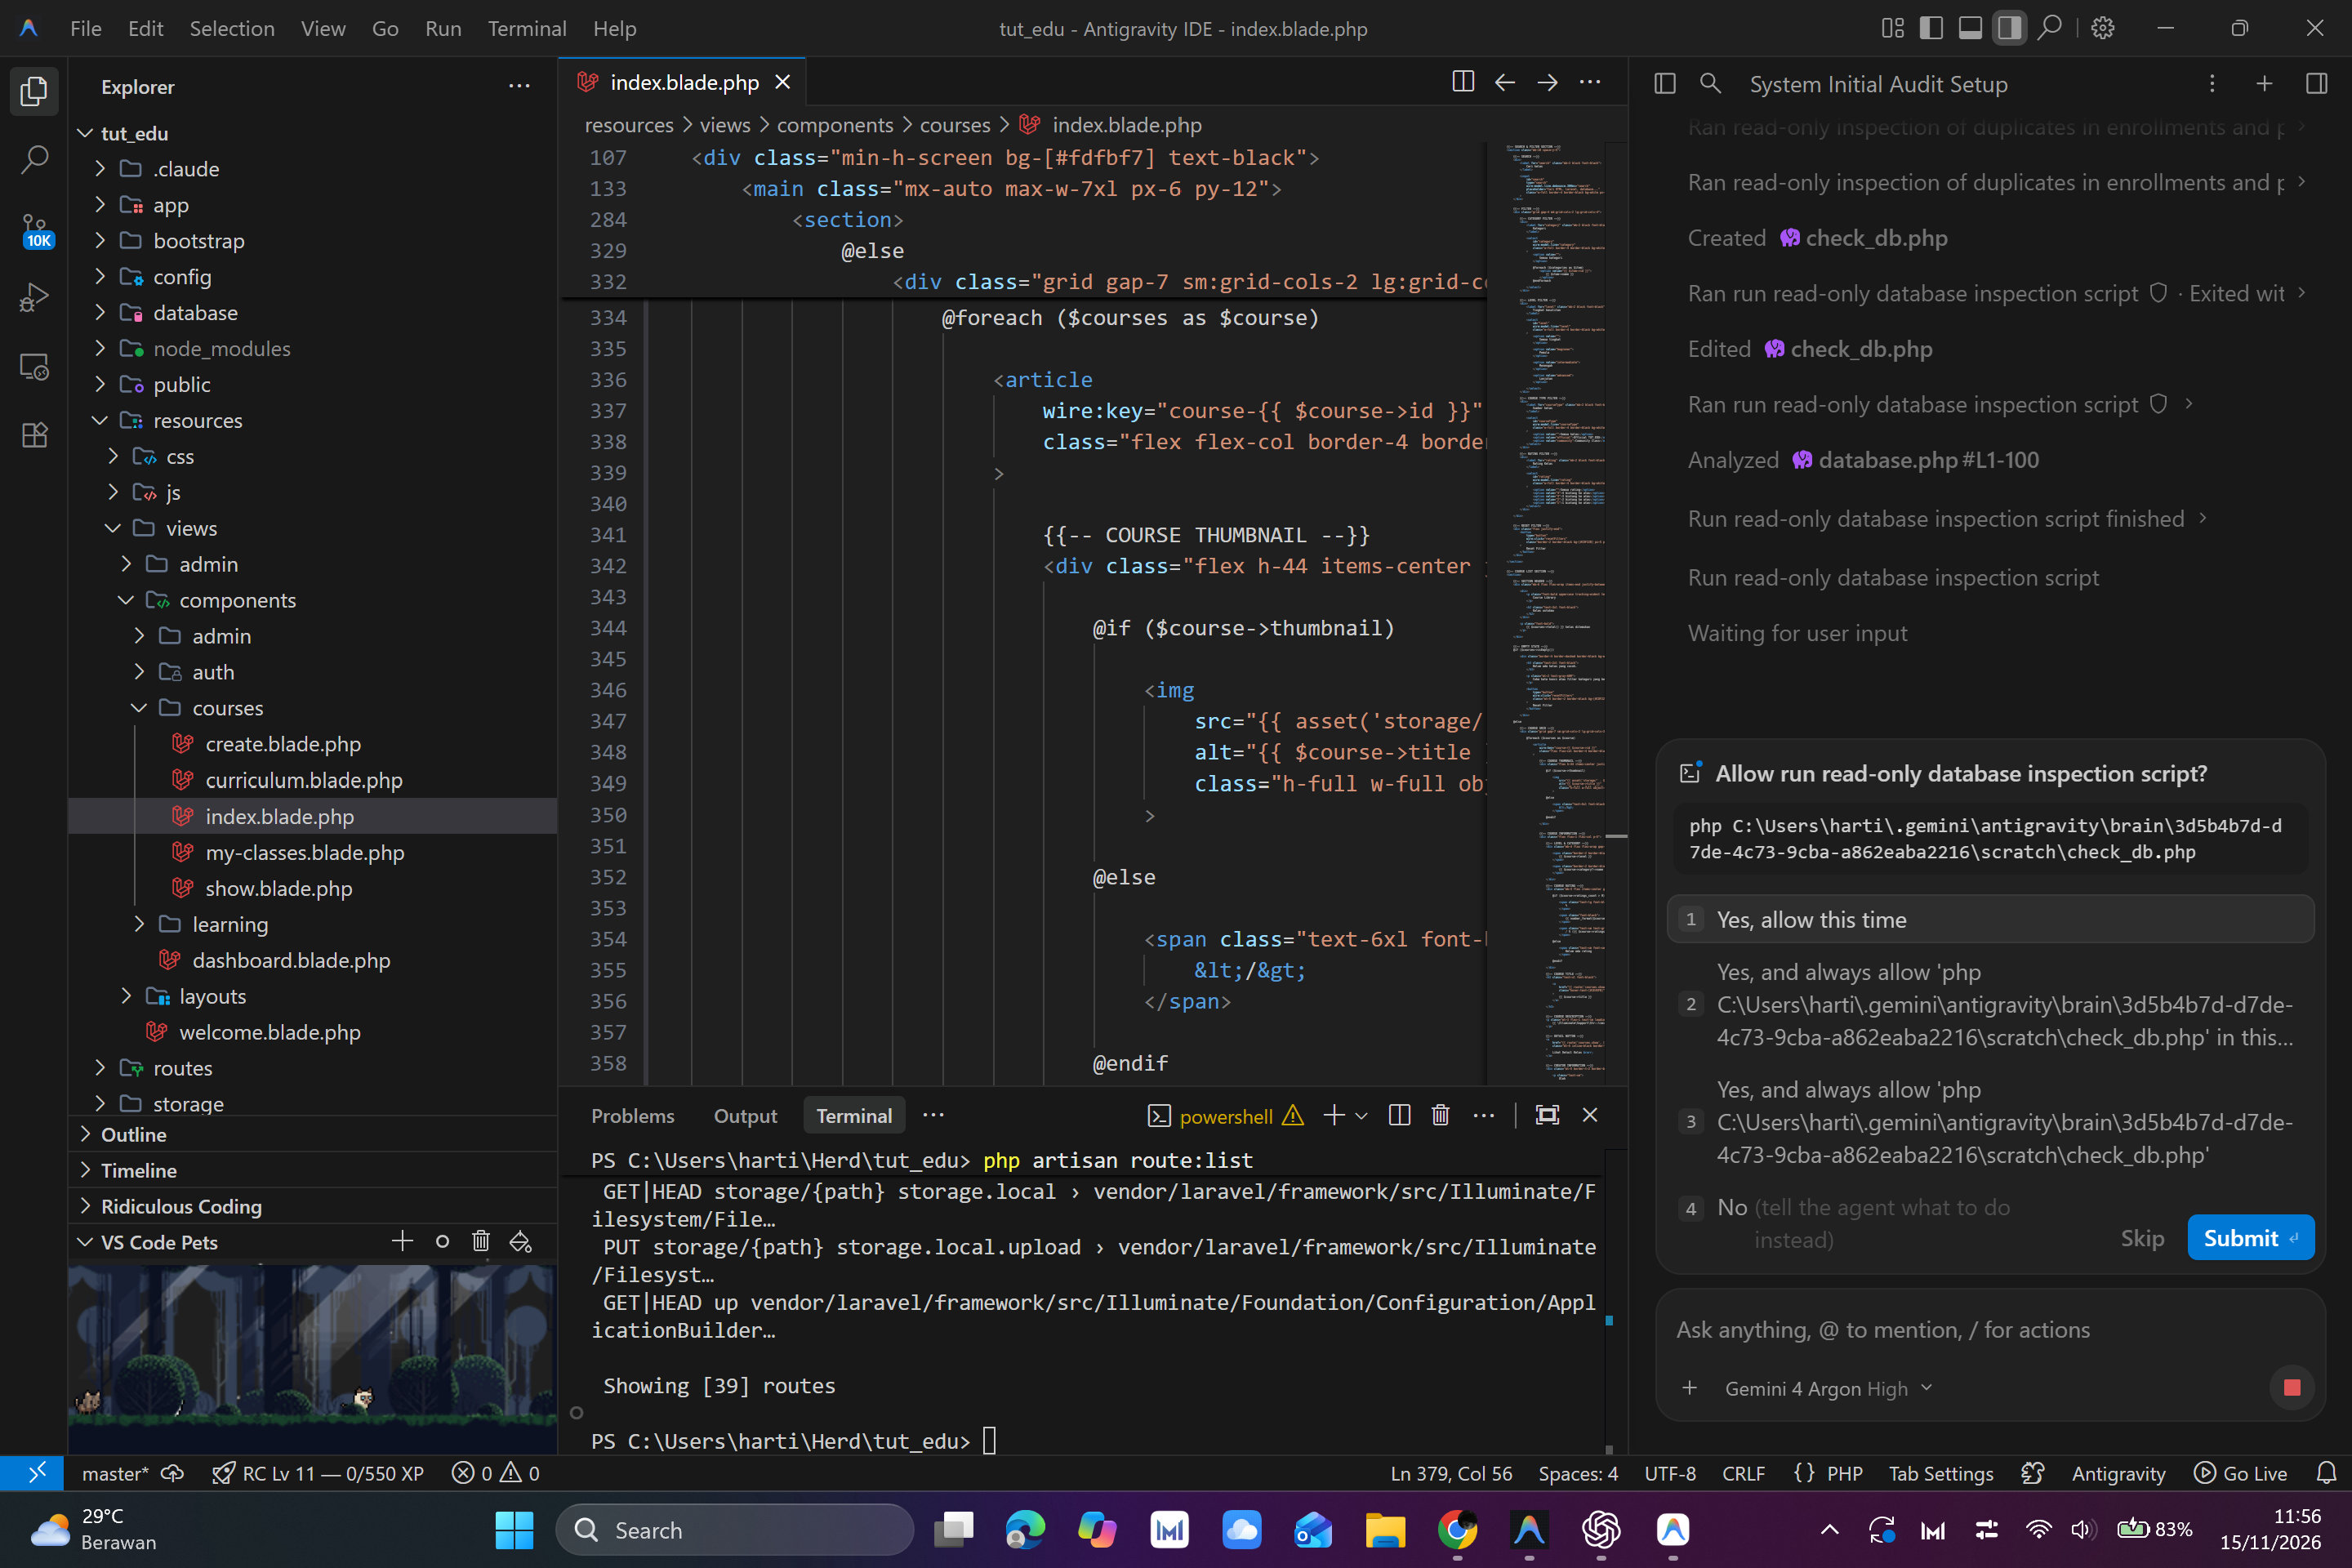 File Edit Selection View Go Run Terminal Help
tut_edu - Antigravity IDE - index.blade.php
Explorer
tut_edu
.claude
app
bootstrap
config
database
node_modules
public
resources
css
js
views
admin
components
admin
auth
courses
create.blade.php
curriculum.blade.php
index.blade.php
my-classes.blade.php
show.blade.php
learning
dashboard.blade.php
layouts
welcome.blade.php
routes
storage
Outline
Timeline
Ridiculous Coding
VS Code Pets
10K
index.blade.php
resources > views > components > courses > index.blade.php
107 <div class="min-h-screen bg-[#fdfbf7] text-black">
133 <main class="mx-auto max-w-7xl px-6 py-12">
284 <section>
329 @else
332 <div class="grid gap-7 sm:grid-cols-2 lg:grid-c
334 @foreach ($courses as $course)
335
336 <article
337 wire:key="course-{{ $course->id }}"
338 class="flex flex-col border-4 border
339 >
340
341 {{-- COURSE THUMBNAIL --}}
342 <div class="flex h-44 items-center
343
344 @if ($course->thumbnail)
345
346 <img
347 src="{{ asset('storage/
348 alt="{{ $course->title
349 class="h-full w-full ob
350 >
351
352 @else
353
354 <span class="text-6xl font-
355 &lt;/&gt;
356 </span>
357
358 @endif
Problems Output Terminal
powershell
PS C:\Users\harti\Herd\tut_edu> php artisan route:list
GET|HEAD storage/{path} storage.local › vendor/laravel/framework/src/Illuminate/F
ilesystem/File…
PUT storage/{path} storage.local.upload › vendor/laravel/framework/src/Illuminate
/Filesyst…
GET|HEAD up vendor/laravel/framework/src/Illuminate/Foundation/Configuration/Appl
icationBuilder…
Showing [39] routes
PS C:\Users\harti\Herd\tut_edu>
System Initial Audit Setup
Ran read-only inspection of duplicates in enrollments and p
Ran read-only inspection of duplicates in enrollments and p
Created check_db.php
Ran run read-only database inspection script · Exited wit
Edited check_db.php
Ran run read-only database inspection script
Analyzed database.php#L1-100
Run read-only database inspection script finished
Run read-only database inspection script
Waiting for user input
Allow run read-only database inspection script?
php C:\Users\harti\.gemini\antigravity\brain\3d5b4b7d-d
7de-4c73-9cba-a862eaba2216\scratch\check_db.php
1 Yes, allow this time
Yes, and always allow 'php
2 C:\Users\harti\.gemini\antigravity\brain\3d5b4b7d-d7de-
4c73-9cba-a862eaba2216\scratch\check_db.php' in this...
Yes, and always allow 'php
3 C:\Users\harti\.gemini\antigravity\brain\3d5b4b7d-d7de-
4c73-9cba-a862eaba2216\scratch\check_db.php'
4 No (tell the agent what to do
instead)
Skip Submit
Ask anything, @ to mention, / for actions
Gemini 4 Argon High
master* RC Lv 11 — 0/550 XP 0 0
Ln 379, Col 56 Spaces: 4 UTF-8 CRLF {} PHP Tab Settings Antigravity Go Live
29°C
Berawan
Search
83%
11:56
15/11/2026